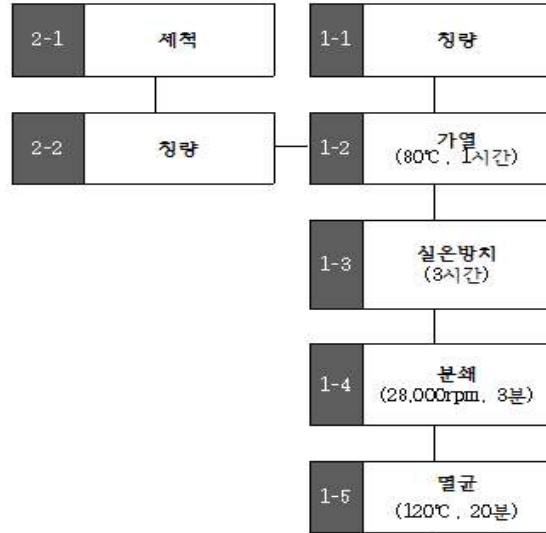 2-1 세척 1-1 칭량
2-2 칭량 1-2 가열
(80℃, 1시간)
1-3 실온방치
(3시간)
1-4 분쇄
(28,000rpm, 3분)
1-5 멸균
(120℃, 20분)